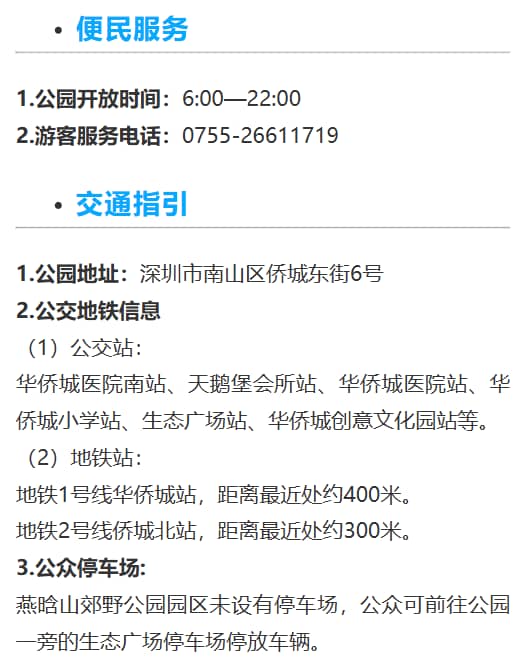 • 便民服务
1.公园开放时间：6:00—22:00
2.游客服务电话：0755-26611719
• 交通指引
1.公园地址：深圳市南山区侨城东街6号
2.公交地铁信息
（1）公交站：
华侨城医院南站、天鹅堡会所站、华侨城医院站、华
侨城小学站、生态广场站、华侨城创意文化园站等。
（2）地铁站：
地铁1号线华侨城站，距离最近处约400米。
地铁2号线侨城北站，距离最近处约300米。
3.公众停车场:
燕晗山郊野公园园区未设有停车场，公众可前往公园
一旁的生态广场停车场停放车辆。